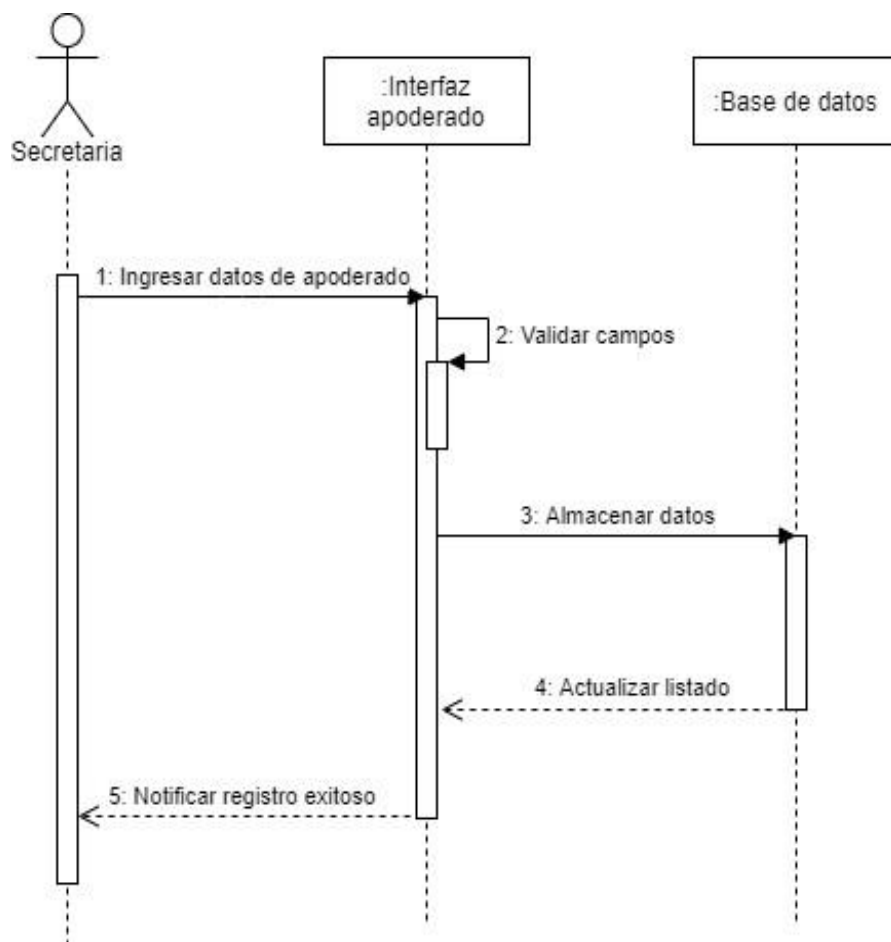 :Interfaz
apoderado
:Base de datos
Secretaria
1: Ingresar datos de apoderado
2: Validar campos
3: Almacenar datos
4: Actualizar listado
5: Notificar registro exitoso